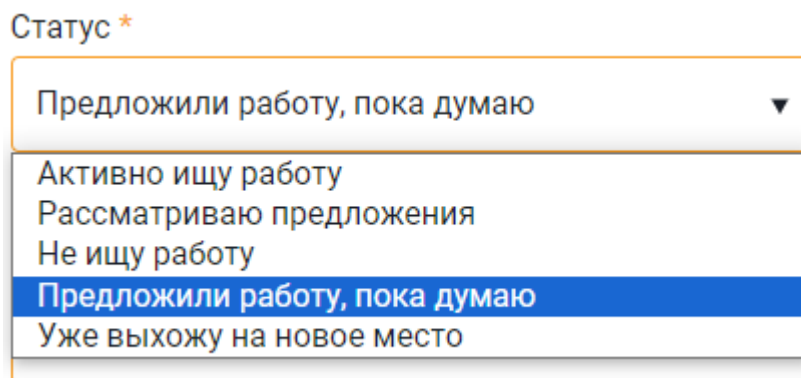 Статус *
Предложили работу, пока думаю
Активно ищу работу
Рассматриваю предложения
Не ищу работу
Предложили работу, пока думаю
Уже выхожу на новое место